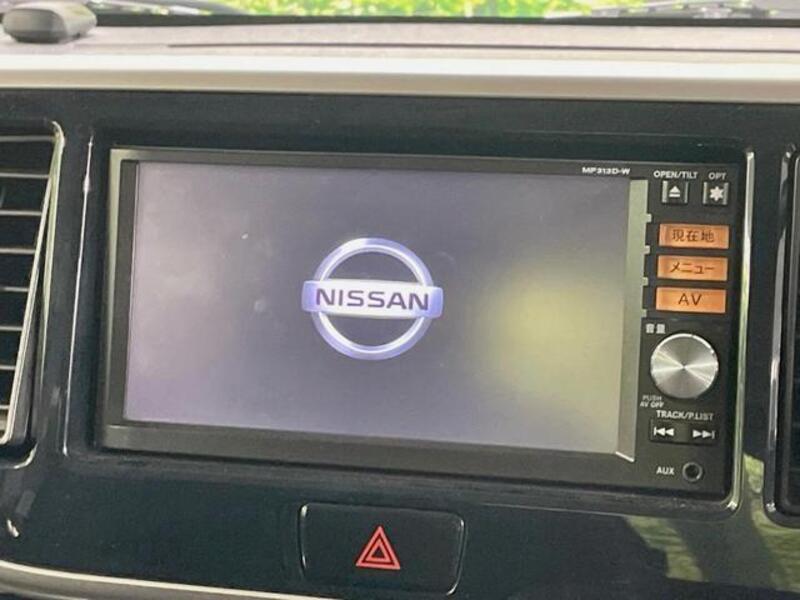 MP313D-W
OPEN/TILT OPT
現在地
メニュー
AV
NISSAN
音量
PUSH
AV OFF
TRACK/P.LIST
AUX